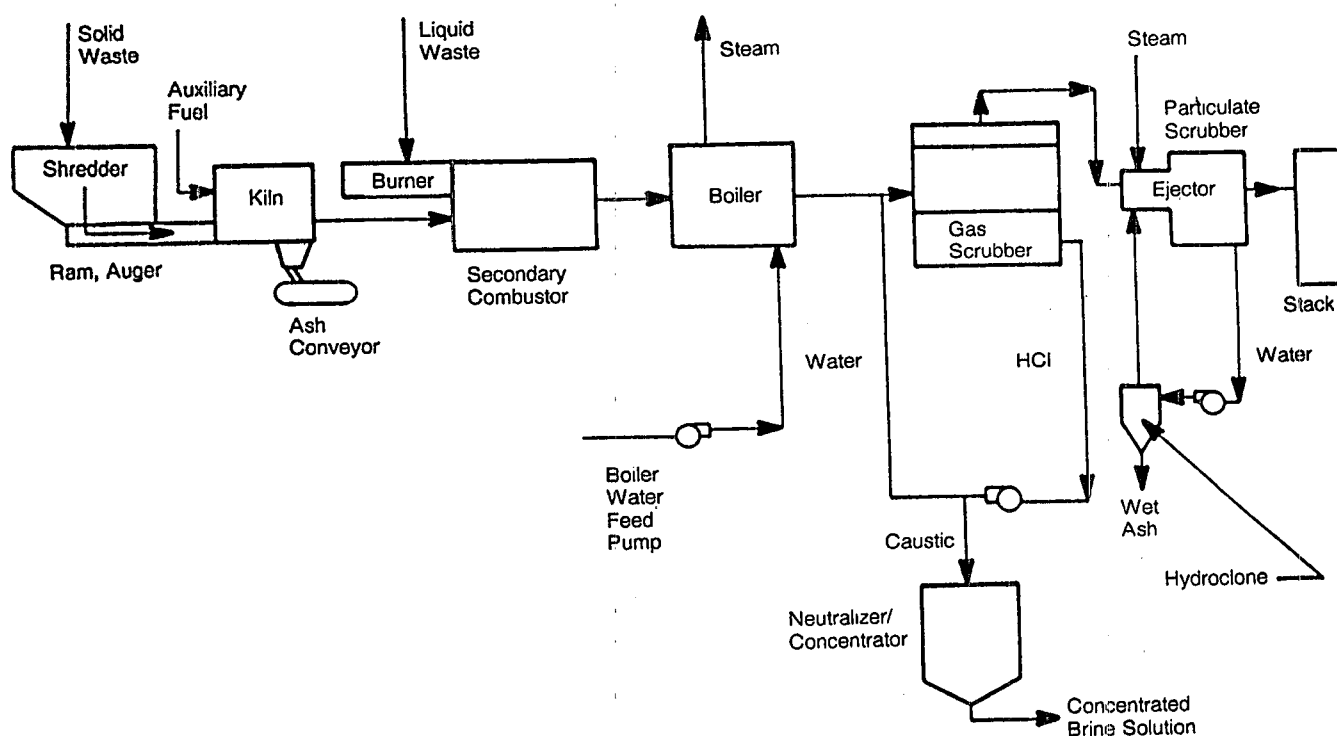 Solid
Waste
Liquid
Waste
Steam
Steam
Auxiliary
Fuel
Particulate
Scrubber
Shredder
Kiln
Burner
Boiler
Ejector
Gas
Scrubber
Ram, Auger
Secondary
Combustor
Stack
Ash
Conveyor
Water
HCl
Water
Boiler
Water
Feed
Pump
Wet
Ash
Caustic
Hydroclone
Neutralizer/
Concentrator
Concentrated
Brine Solution